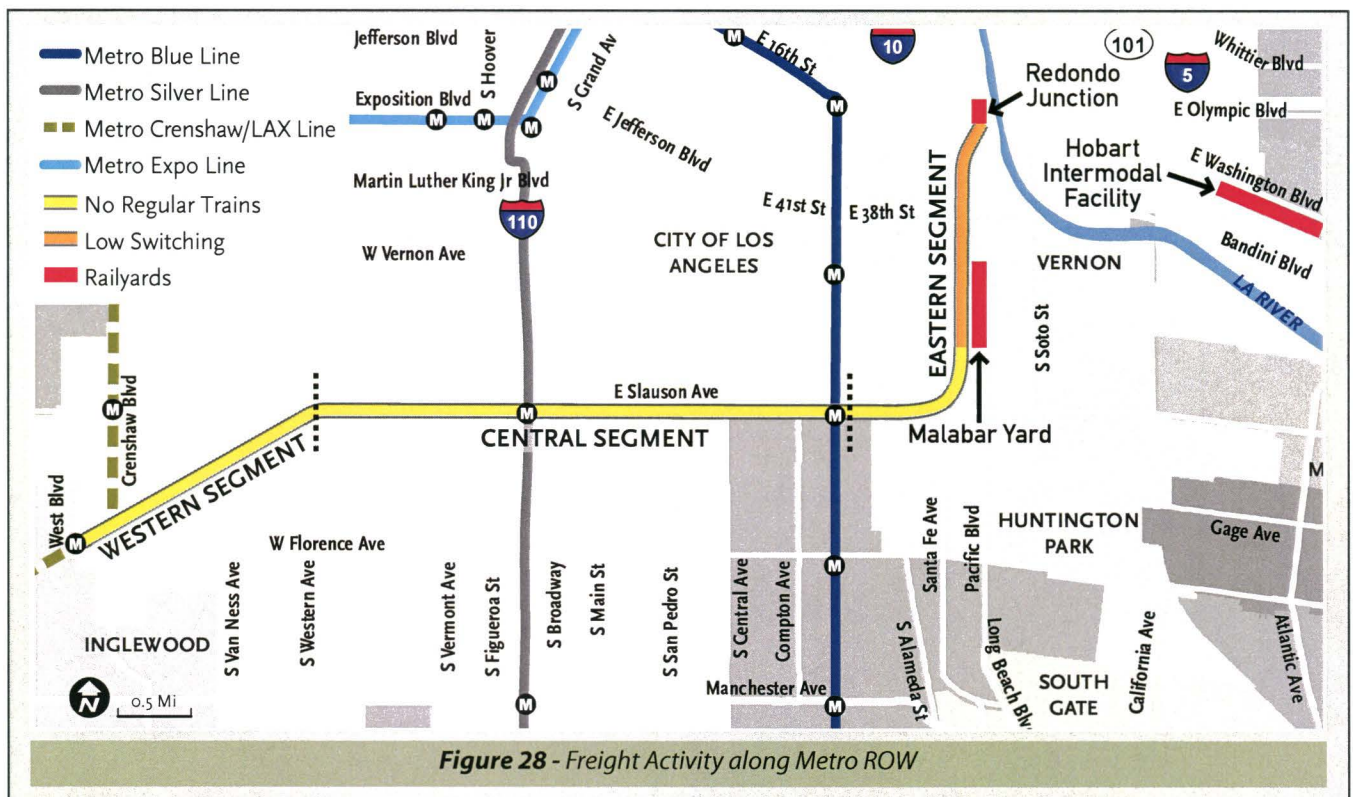 Metro Blue Line
Metro Silver Line
Metro Crenshaw/LAX Line
Metro Expo Line
No Regular Trains
Low Switching
Railyards
Jefferson Blvd
S Hoover
S Grand Av
E 16th St
10
101
5
Whittier Blvd
Redondo
Junction
E Olympic Blvd
Exposition Blvd
M
M
M
M
M
M
E Jefferson Blvd
Hobart
Intermodal
Facility
E Washington Blvd
Martin Luther King Jr Blvd
110
E 41st St
E 38th St
EASTERN SEGMENT
W Vernon Ave
CITY OF LOS
ANGELES
M
VERNON
Bandini Blvd
LA RIVER
S Soto St
Crenshaw Blvd
M
E Slauson Ave
M
M
CENTRAL SEGMENT
Malabar Yard
M
WESTERN SEGMENT
West Blvd
M
W Florence Ave
HUNTINGTON
PARK
Gage Ave
M
INGLEWOOD
S Van Ness Ave
S Western Ave
S Vermont Ave
S Figueroa St
S Broadway
S Main St
S San Pedro St
S Central Ave
Compton Ave
S Alameda St
Santa Fe Ave
Pacific Blvd
Long Beach Blv
California Ave
Atlantic Ave
Manchester Ave
M
M
SOUTH
GATE
N
0.5 Mi
Figure 28 - Freight Activity along Metro ROW